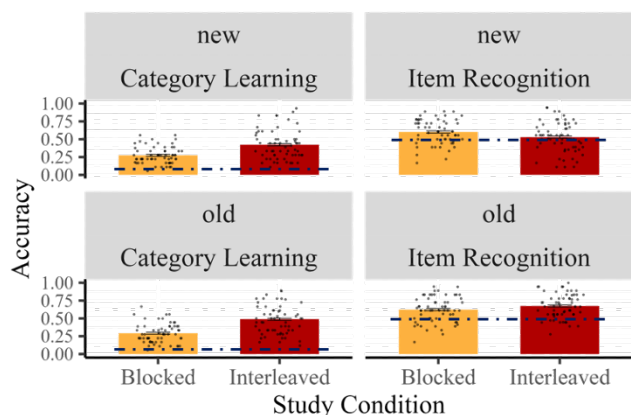 new
Category Learning
new
Item Recognition
1.00
0.75
0.50
0.25
0.00
old
Category Learning
old
Item Recognition
1.00
0.75
0.50
0.25
0.00
Accuracy
Blocked
Interleaved
Blocked
Interleaved
Study Condition